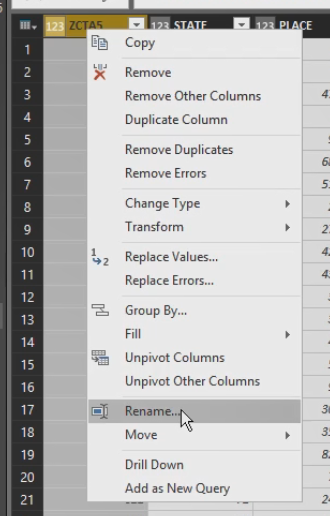 123 ZCTA5 123 STATE 123 PLACE
1 Copy
2 Remove
3 Remove Other Columns
4 Duplicate Column
5 Remove Duplicates
6 Remove Errors
7
8 Change Type
9 Transform
10 Replace Values...
11 Replace Errors...
12
13 Group By...
14 Fill
15 Unpivot Columns
16 Unpivot Other Columns
17 Rename...
18 Move
19
20 Drill Down
21 Add as New Query